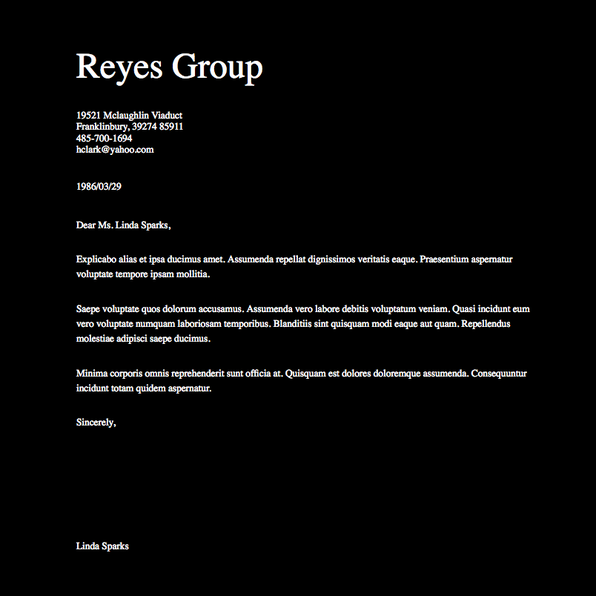 Reyes Group
19521 Mclaughlin Viaduct
Franklinbury, 39274 85911
485-700-1694
hclark@yahoo.com
1986/03/29
Dear Ms. Linda Sparks,
Explicabo alias et ipsa ducimus amet. Assumenda repellat dignissimos veritatis eaque. Praesentium aspernatur
voluptate tempore ipsam mollitia.
Saepe voluptate quos dolorum accusamus. Assumenda vero labore debitis voluptatum veniam. Quasi incidunt eum
vero voluptate numquam laboriosam temporibus. Blanditiis sint quisquam modi eaque aut quam. Repellendus
molestiae adipisci saepe ducimus.
Minima corporis omnis reprehenderit sunt officia at. Quisquam est dolores doloremque assumenda. Consequuntur
incidunt totam quidem aspernatur.
Sincerely,
Linda Sparks